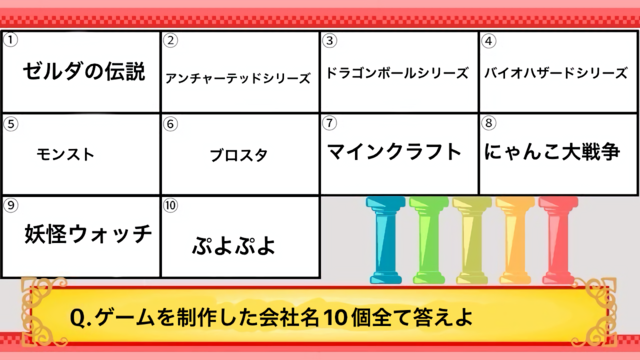 ①
ゼルダの伝説
②
アンチャーテッドシリーズ
③
ドラゴンボールシリーズ
④
バイオハザードシリーズ
⑤
モンスト
⑥
ブロスタ
⑦
マインクラフト
⑧
にゃんこ大戦争
⑨
妖怪ウォッチ
⑩
ぷよぷよ
Q.ゲームを制作した会社名10個全て答えよ